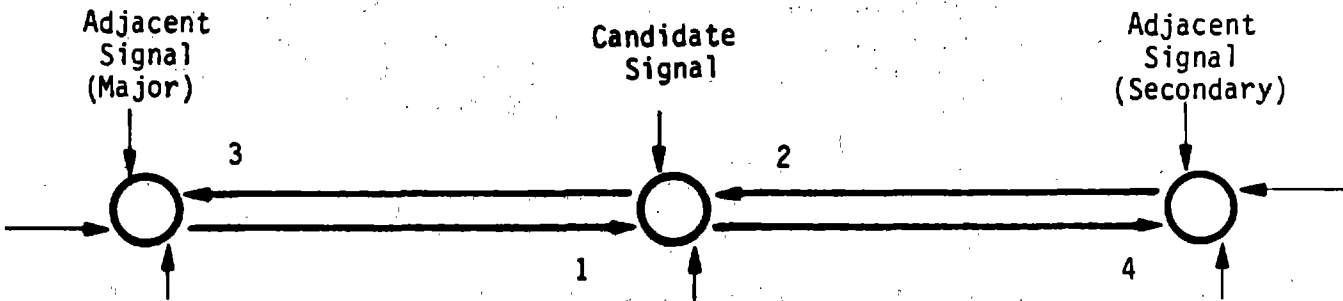 Adjacent
Signal
(Major)
Candidate
Signal
Adjacent
Signal
(Secondary)
3
2
1
4